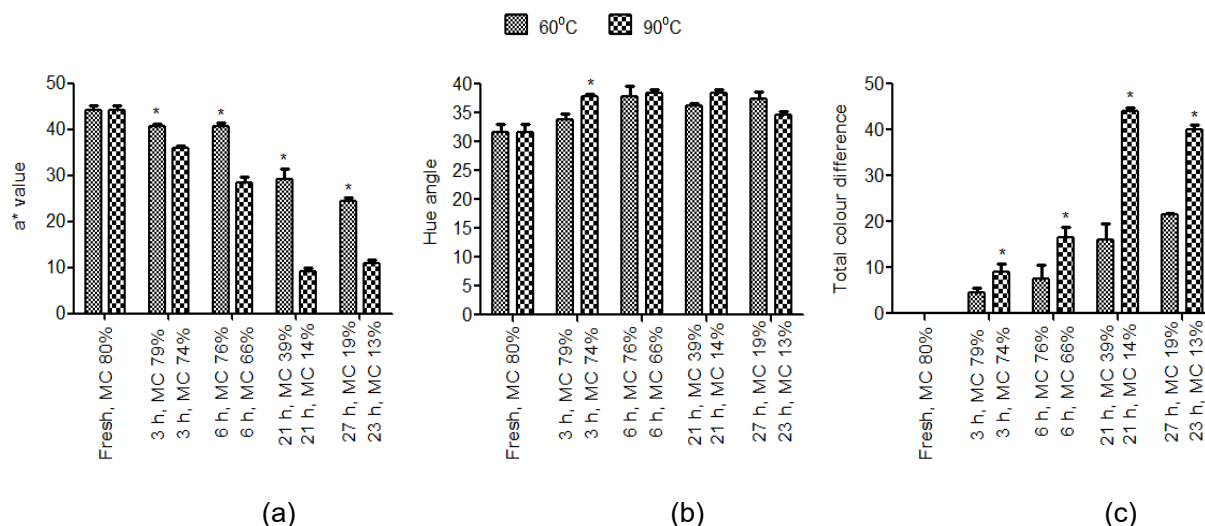 60⁰C 90⁰C
a* value
50
40
30
20
10
0
* * * *
Fresh, MC 80%
3 h, MC 79%
3 h, MC 74%
6 h, MC 76%
6 h, MC 66%
21 h, MC 39%
21 h, MC 14%
27 h, MC 19%
23 h, MC 13%
(a)
Hue angle
40
35
30
25
20
15
10
5
0
*
Fresh, MC 80%
3 h, MC 79%
3 h, MC 74%
6 h, MC 76%
6 h, MC 66%
21 h, MC 39%
21 h, MC 14%
27 h, MC 19%
23 h, MC 13%
(b)
Total colour difference
50
40
30
20
10
0
* * * *
Fresh, MC 80%
3 h, MC 79%
3 h, MC 74%
6 h, MC 76%
6 h, MC 66%
21 h, MC 39%
21 h, MC 14%
27 h, MC 19%
23 h, MC 13%
(c)